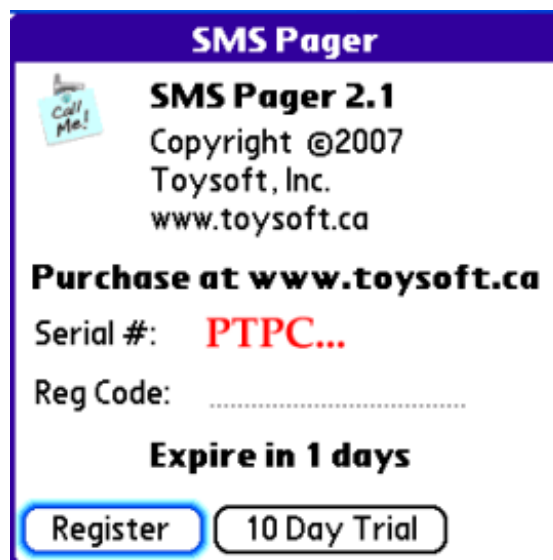 SMS Pager
Call
Me!
SMS Pager 2.1
Copyright ©2007
Toysoft, Inc.
www.toysoft.ca
Purchase at www.toysoft.ca
Serial #: PTPC...
Reg Code:
Expire in 1 days
Register 10 Day Trial